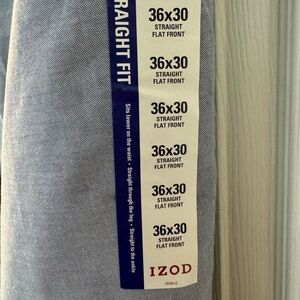 RAIGHT FIT
Sits lower on the waist • Straight through the leg • Straight to the ankle
36x30
STRAIGHT
FLAT FRONT
36x30
STRAIGHT
FLAT FRONT
36x30
STRAIGHT
FLAT FRONT
36x30
STRAIGHT
FLAT FRONT
36x30
STRAIGHT
FLAT FRONT
36x30
STRAIGHT
FLAT FRONT
IZOD